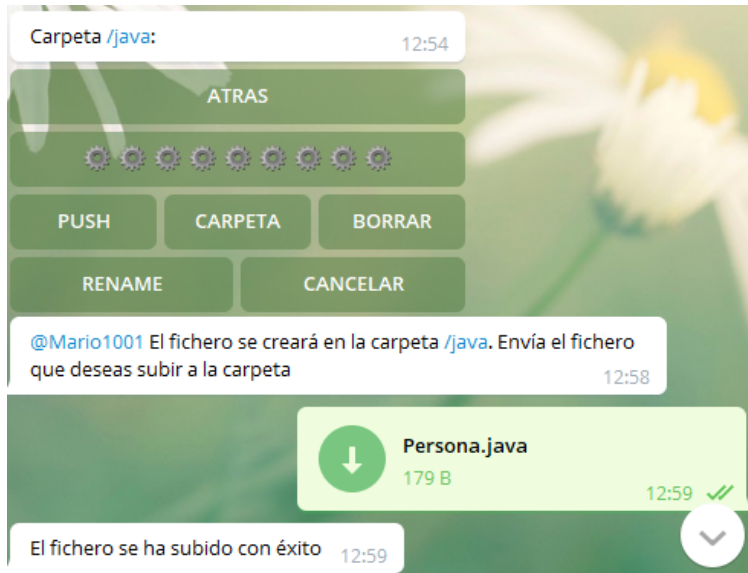 Carpeta /java:
12:54
ATRAS
PUSH CARPETA BORRAR
RENAME CANCELAR
@Mario1001 El fichero se creará en la carpeta /java. Envía el fichero
que deseas subir a la carpeta
12:58
Persona.java
179 B
12:59
El fichero se ha subido con éxito 12:59